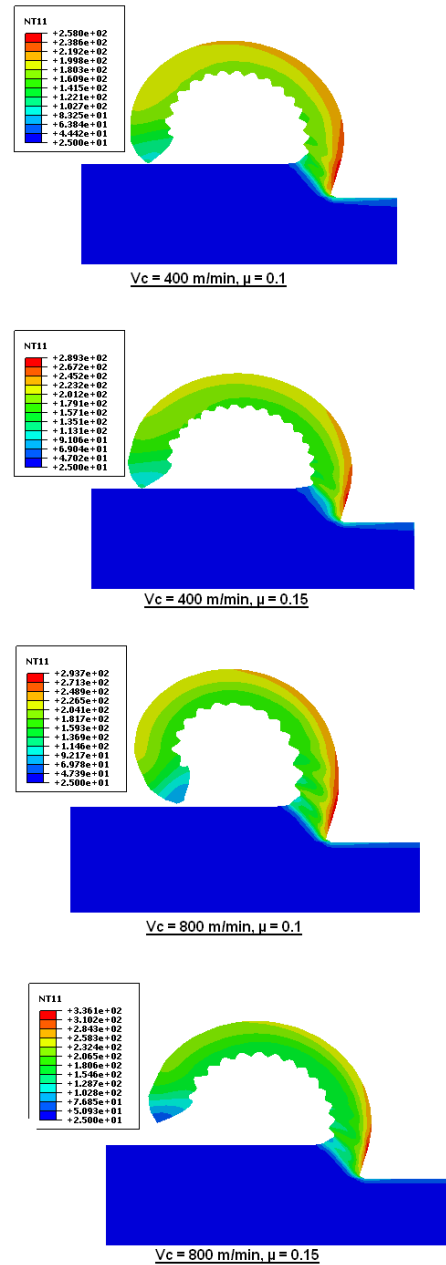 NT11
+2.580e+02
+2.386e+02
+2.192e+02
+1.998e+02
+1.803e+02
+1.609e+02
+1.415e+02
+1.221e+02
+1.027e+02
+8.325e+01
+6.384e+01
+4.442e+01
+2.500e+01
Vc = 400 m/min, μ = 0.1
NT11
+2.893e+02
+2.672e+02
+2.452e+02
+2.232e+02
+2.012e+02
+1.791e+02
+1.571e+02
+1.351e+02
+1.131e+02
+9.106e+01
+6.904e+01
+4.702e+01
+2.500e+01
Vc = 400 m/min, μ = 0.15
NT11
+2.937e+02
+2.713e+02
+2.489e+02
+2.265e+02
+2.041e+02
+1.817e+02
+1.593e+02
+1.369e+02
+1.146e+02
+9.217e+01
+6.978e+01
+4.739e+01
+2.500e+01
Vc = 800 m/min, μ = 0.1
NT11
+3.361e+02
+3.102e+02
+2.843e+02
+2.583e+02
+2.324e+02
+2.065e+02
+1.806e+02
+1.546e+02
+1.287e+02
+1.028e+02
+7.685e+01
+5.093e+01
+2.500e+01
Vc = 800 m/min, μ = 0.15